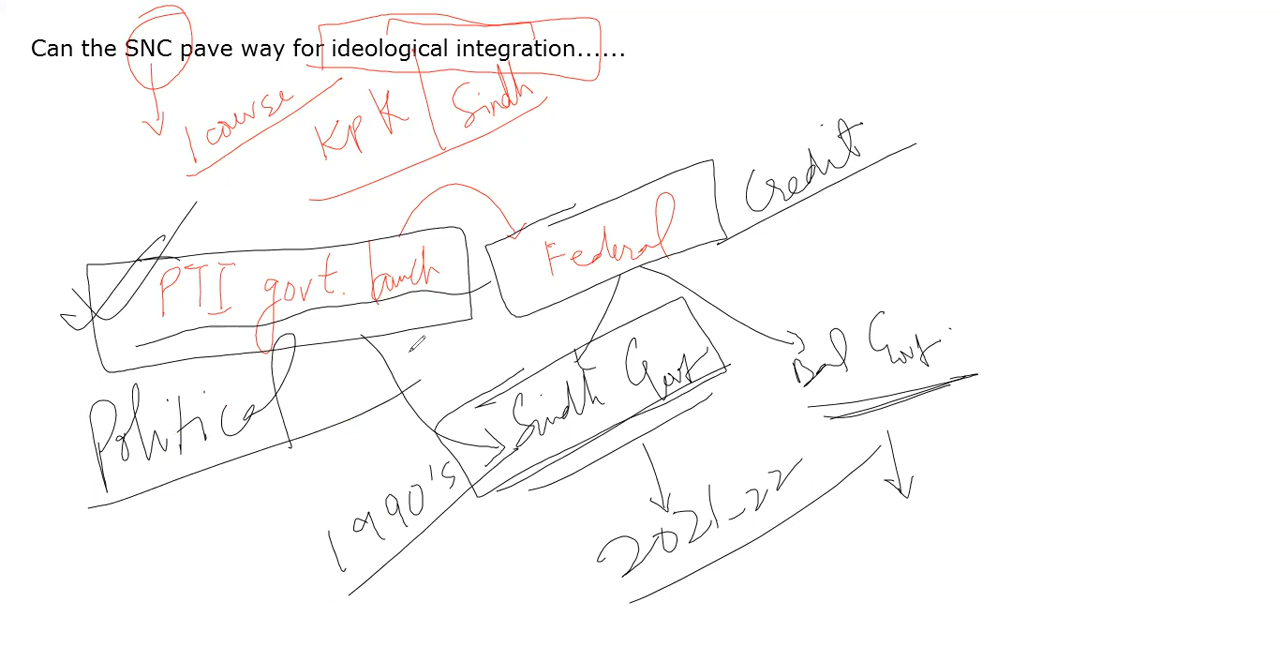 Can the SNC pave way for ideological integration......
1 course
KPK
Sindh
Credit
PTI govt. launch
Federal
Political
Sindh Govt
Bal Govt.
1990's
2021-22